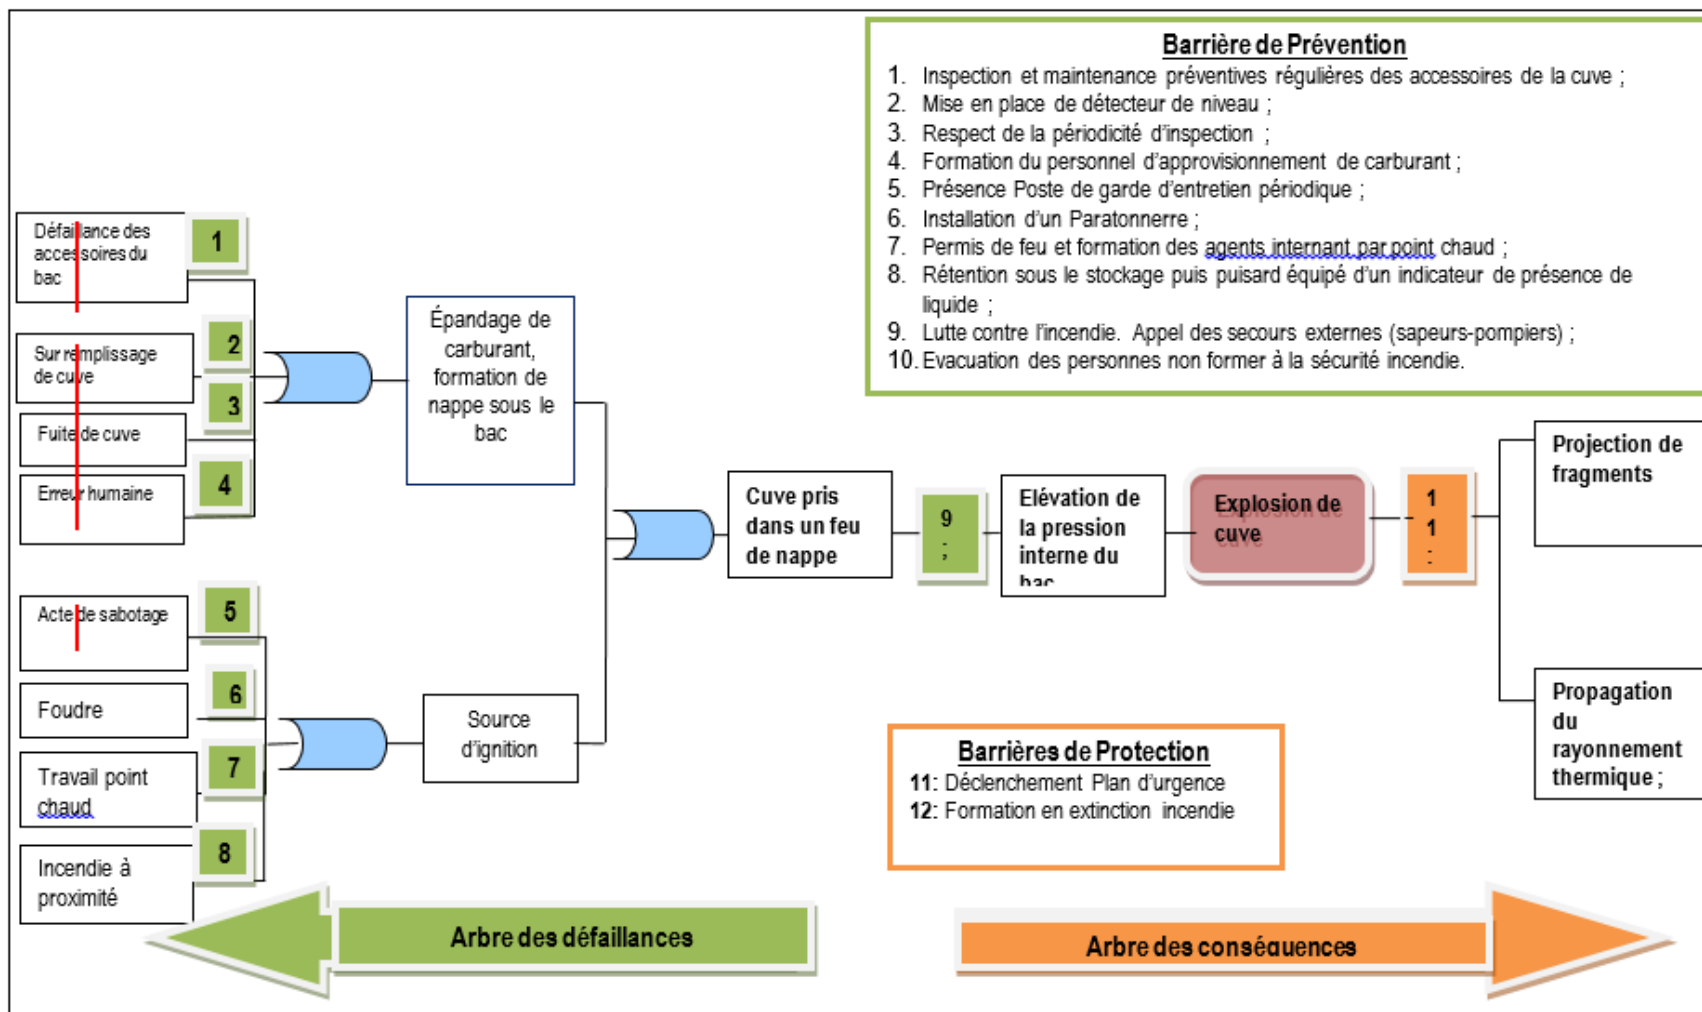 Barrière de Prévention
1. Inspection et maintenance préventives régulières des accessoires de la cuve ;
2. Mise en place de détecteur de niveau ;
3. Respect de la périodicité d'inspection ;
4. Formation du personnel d'approvisionnement de carburant ;
5. Présence Poste de garde d'entretien périodique ;
6. Installation d'un Paratonnerre ;
7. Permis de feu et formation des agents internant par point chaud ;
8. Rétention sous le stockage puis puisard équipé d'un indicateur de présence de
liquide ;
9. Lutte contre l'incendie. Appel des secours externes (sapeurs-pompiers) ;
10. Evacuation des personnes non former à la sécurité incendie.
Défaillance des
accessoires du
bac
1
Sur remplissage
de cuve
2
3
Fuite de cuve
Erreur humaine
4
Épandage de
carburant,
formation de
nappe sous le
bac
Acte de sabotage
5
Foudre
6
Travail point
chaud
7
Incendie à
proximité
8
Source
d'ignition
Cuve pris
dans un feu
de nappe
9
;
Elévation de
la pression
interne du
bac
Explosion de
cuve
1
1
:
Projection de
fragments
Propagation
du
rayonnement
thermique ;
Barrières de Protection
11: Déclenchement Plan d'urgence
12: Formation en extinction incendie
Arbre des défaillances
Arbre des conséquences